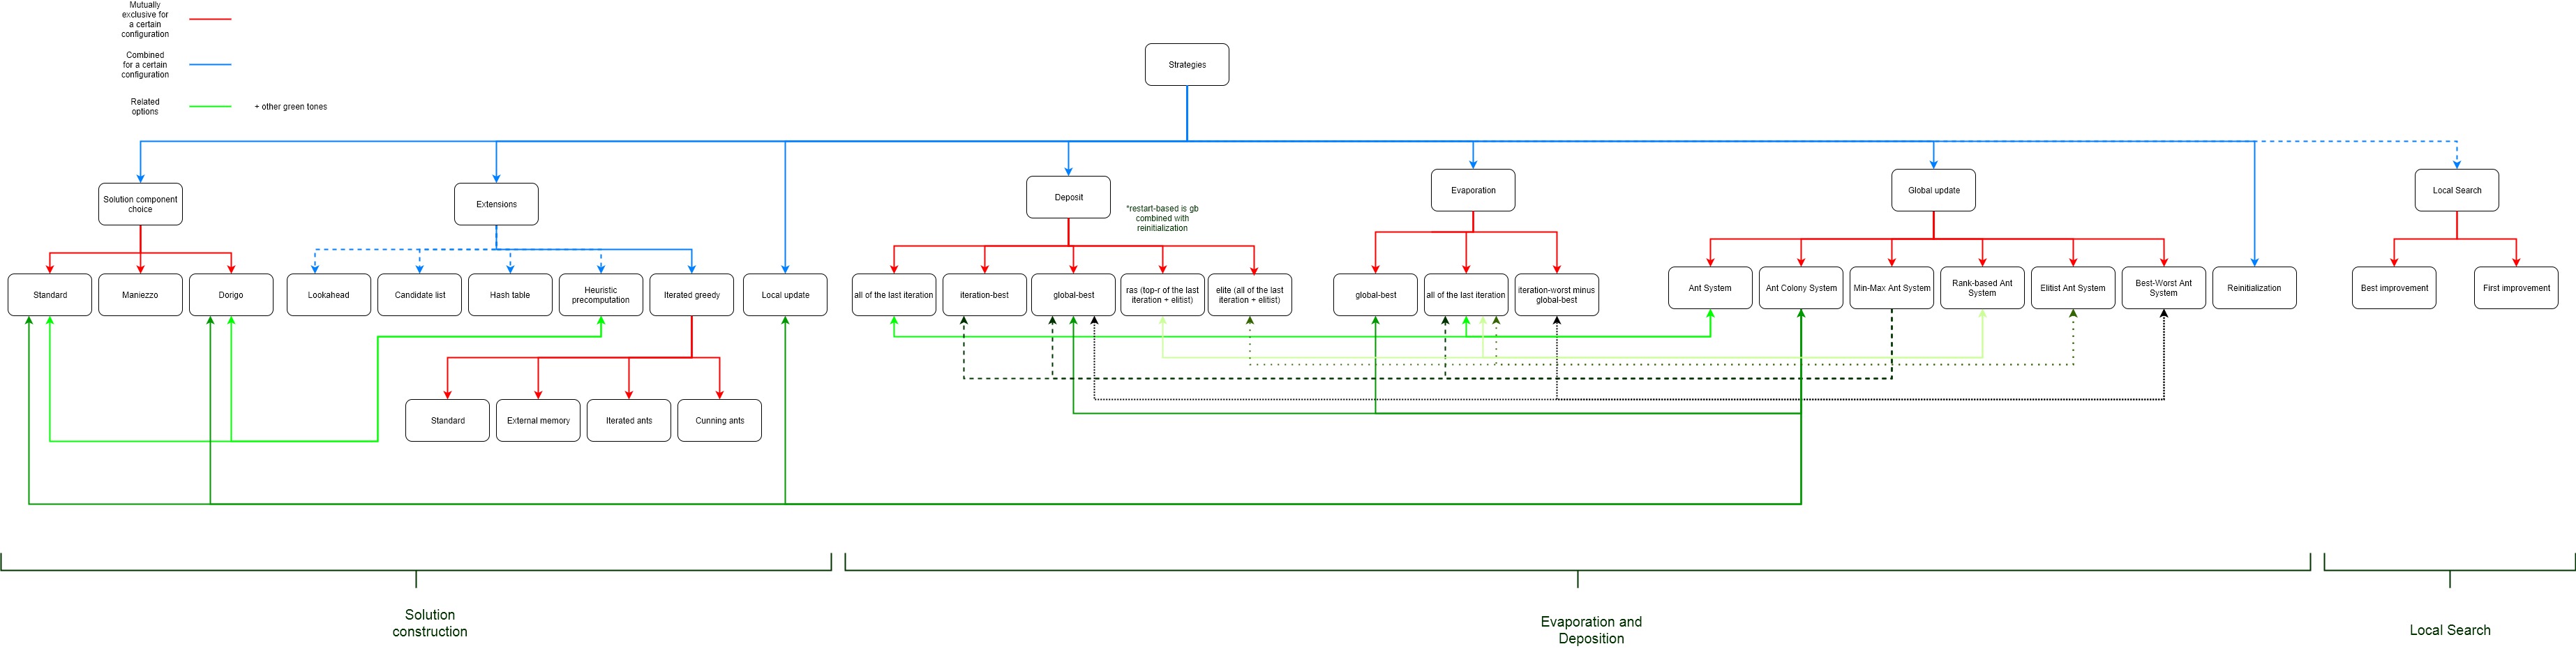 Mutually
exclusive for
a certain
configuration
Combined
for a certain
configuration
Related
options
+ other green tones
Strategies
Solution component
choice
Extensions
Deposit
*restart-based is gb
combined with
reinitialization
Evaporation
Global update
Local Search
Standard
Maniezzo
Dorigo
Lookahead
Candidate list
Hash table
Heuristic
precomputation
Iterated greedy
Local update
all of the last iteration
iteration-best
global-best
ras (top-r of the last
iteration + elitist)
elite (all of the last
iteration + elitist)
global-best
all of the last iteration
iteration-worst minus
global-best
Ant System
Ant Colony System
Min-Max Ant System
Rank-based Ant
System
Elitist Ant System
Best-Worst Ant
System
Reinitialization
Best improvement
First improvement
Standard
External memory
Iterated ants
Cunning ants
Solution
construction
Evaporation and
Deposition
Local Search